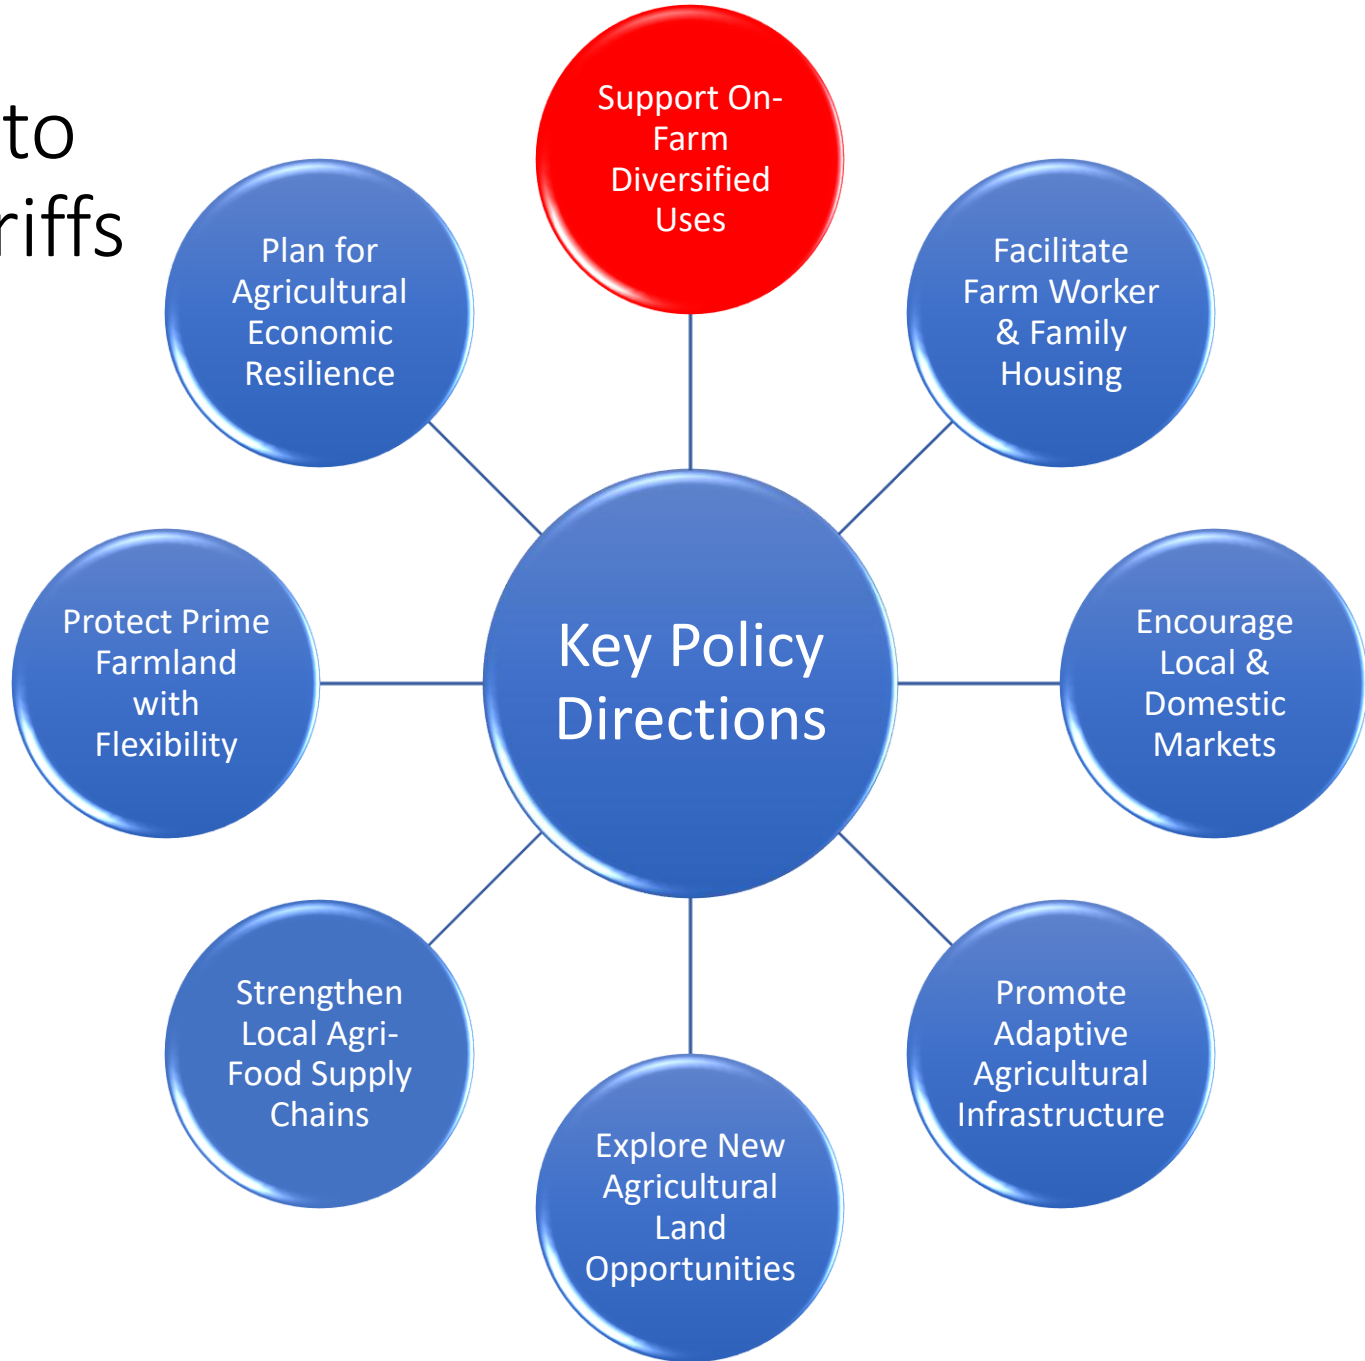 to
riffs
Support On-
Farm
Diversified
Uses
Facilitate
Farm Worker
& Family
Housing
Encourage
Local &
Domestic
Markets
Promote
Adaptive
Agricultural
Infrastructure
Explore New
Agricultural
Land
Opportunities
Strengthen
Local Agri-
Food Supply
Chains
Protect Prime
Farmland
with
Flexibility
Plan for
Agricultural
Economic
Resilience
Key Policy
Directions